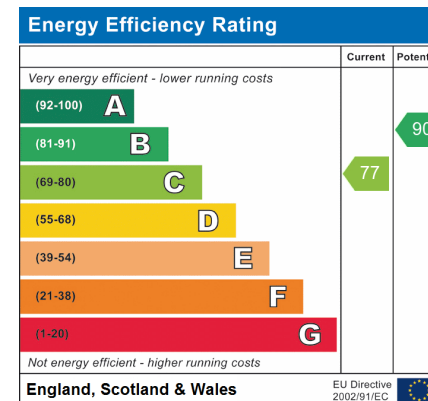 Energy Efficiency Rating
Current Potent
Very energy efficient - lower running costs
(92-100) A
(81-91) B
90
(69-80) C
77
(55-68) D
(39-54) E
(21-38) F
(1-20) G
Not energy efficient - higher running costs
England, Scotland & Wales
EU Directive
2002/91/EC